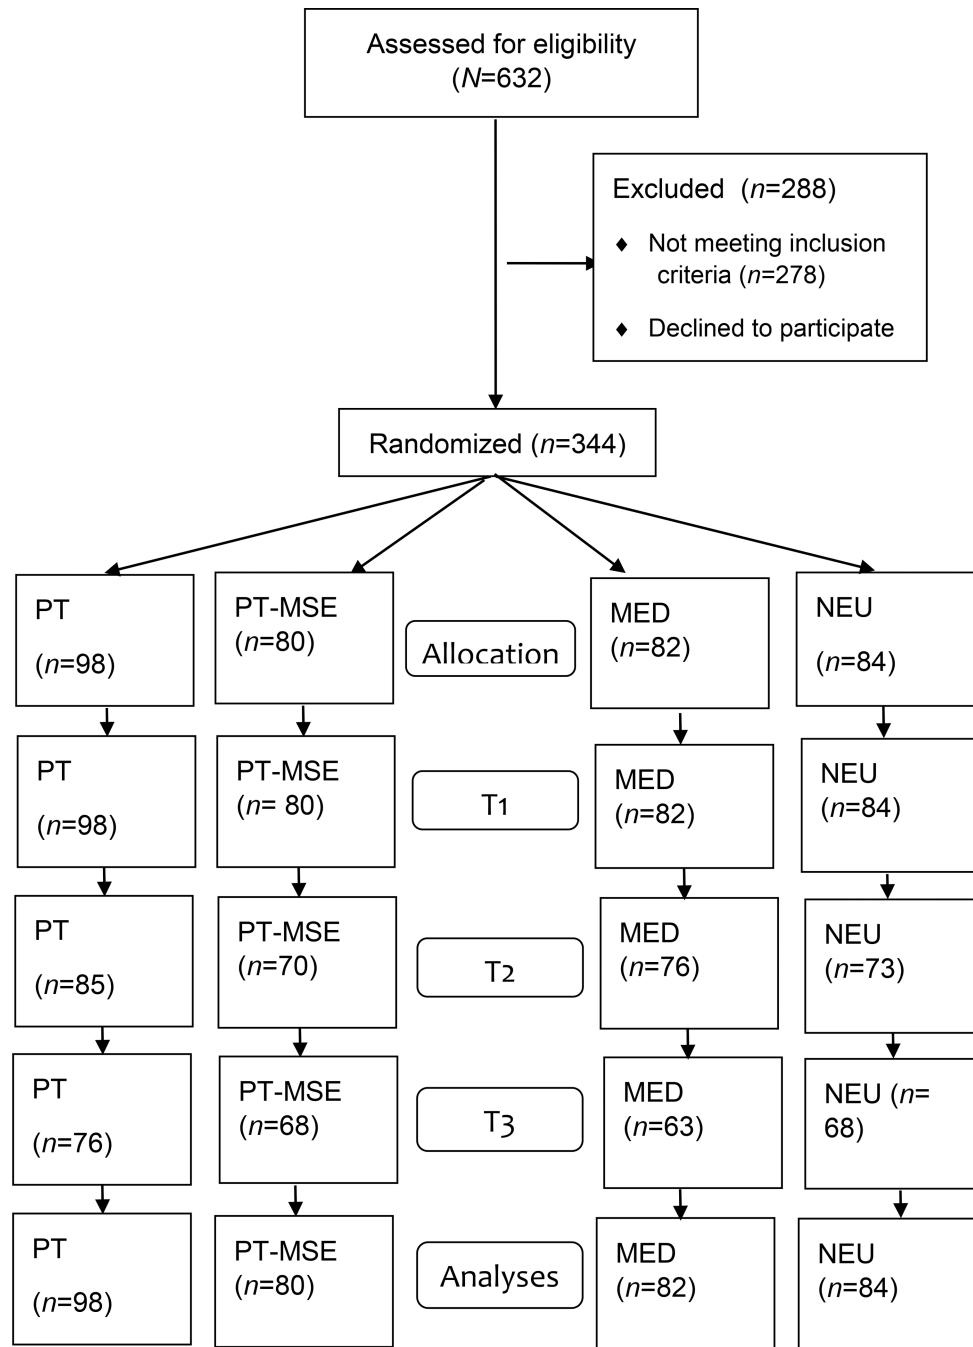 Assessed for eligibility
(N=632)
Excluded (n=288)
♦ Not meeting inclusion
criteria (n=278)
♦ Declined to participate
Randomized (n=344)
PT
(n=98)
PT-MSE
(n=80)
Allocation
MED
(n=82)
NEU
(n=84)
PT
(n=98)
PT-MSE
(n= 80)
T1
MED
(n=82)
NEU
(n=84)
PT
(n=85)
PT-MSE
(n=70)
T2
MED
(n=76)
NEU
(n=73)
PT
(n=76)
PT-MSE
(n=68)
T3
MED
(n=63)
NEU (n=
68)
PT
(n=98)
PT-MSE
(n=80)
Analyses
MED
(n=82)
NEU
(n=84)